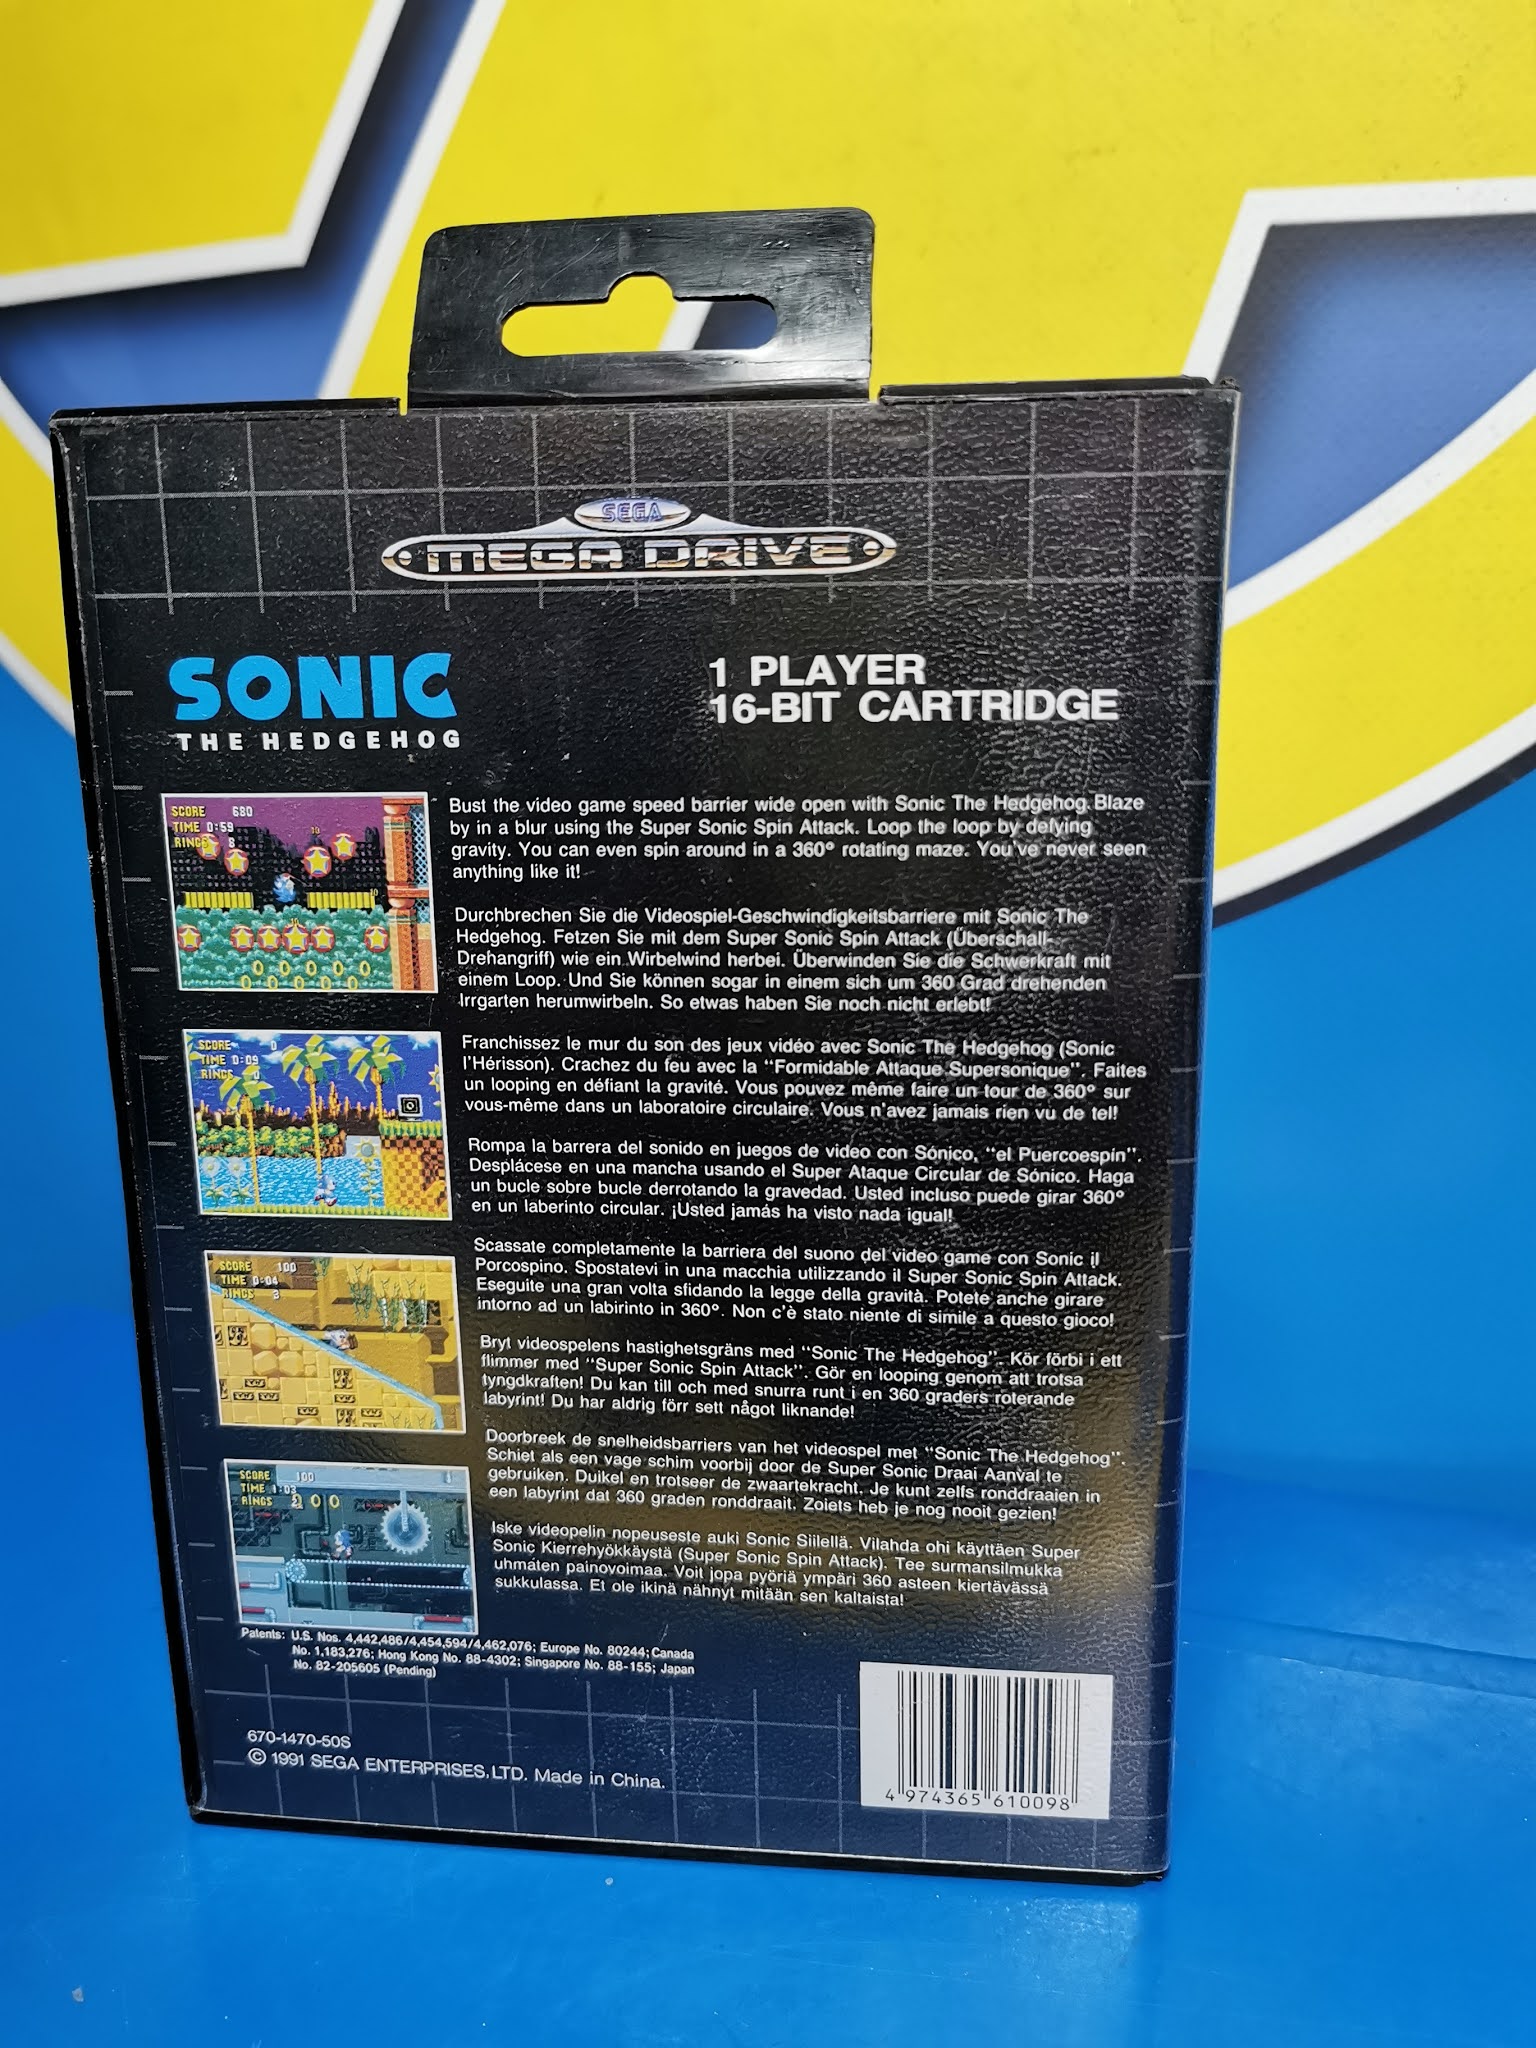 SEGA
MEGA DRIVE
SONIC
THE HEDGEHOG
1 PLAYER
16-BIT CARTRIDGE
SCORE 680
TIME 0:59
RINGS 8
10
10
10
Bust the video game speed barrier wide open with Sonic The Hedgehog. Blaze
by in a blur using the Super Sonic Spin Attack. Loop the loop by defying
gravity. You can even spin around in a 360° rotating maze. You've never seen
anything like it!
Durchbrechen Sie die Videospiel-Geschwindigkeitsbarriere mit Sonic The
Hedgehog. Fetzen Sie mit dem Super Sonic Spin Attack (Überschall-
Drehangriff) wie ein Wirbelwind herbei. Überwinden Sie die Schwerkraft mit
einem Loop. Und Sie können sogar in einem sich um 360 Grad drehenden
Irrgarten herumwirbeln. So etwas haben Sie noch nicht erlebt!
SCORE 0
TIME 0:09
RINGS 0
Franchissez le mur du son des jeux vidéo avec Sonic The Hedgehog (Sonic
l'Hérisson). Crachez du feu avec la "Formidable Attaque Supersonique". Faites
un looping en défiant la gravité. Vous pouvez même faire un tour de 360° sur
vous-même dans un laboratoire circulaire. Vous n'avez jamais rien vu de tel!
Rompa la barrera del sonido en juegos de video con Sónico, "el Puercoespín".
Desplácese en una mancha usando el Super Ataque Circular de Sónico. Haga
un bucle sobre bucle derrotando la gravedad. Usted incluso puede girar 360°
en un laberinto circular. ¡Usted jamás ha visto nada igual!
SCORE 100
TIME 0:04
RINGS 3
Scassate completamente la barriera del suono del video game con Sonic il
Porcospino. Spostatevi in una macchia utilizzando il Super Sonic Spin Attack.
Eseguite una gran volta sfidando la legge della gravità. Potete anche girare
intorno ad un labirinto in 360°. Non c'è stato niente di simile a questo gioco!
Bryt videospelens hastighetsgräns med "Sonic The Hedgehog". Kör förbi i ett
flimmer med "Super Sonic Spin Attack". Gör en looping genom att trotsa
tyngdkraften! Du kan till och med snurra runt i en 360 graders roterande
labyrint! Du har aldrig förr sett något liknande!
SCORE 100
TIME 1:03
RINGS
Doorbreek de snelheidsbarriers van het videospel met "Sonic The Hedgehog".
Schiet als een vage schim voorbij door de Super Sonic Draai Aanval te
gebruiken. Duikel en trotseer de zwaartekracht. Je kunt zelfs ronddraaien in
een labyrint dat 360 graden ronddraait. Zoiets heb je nog nooit gezien!
Iske videopelin nopeuseste auki Sonic Siilellä. Vilahda ohi käyttäen Super
Sonic Kierrehyökkäystä (Super Sonic Spin Attack). Tee surmansilmukka
uhmaten painovoimaa. Voit jopa pyöriä ympäri 360 asteen kiertävässä
sukkulassa. Et ole ikinä nähnyt mitään sen kaltaista!
Patents: U.S. Nos. 4,442,486/4,454,594/4,462,076; Europe No. 80244; Canada
No. 1,183,276; Hong Kong No. 88-4302; Singapore No. 88-155; Japan
No. 82-205605 (Pending)
670-1470-50S
© 1991 SEGA ENTERPRISES, LTD. Made in China.
4 974365 610098